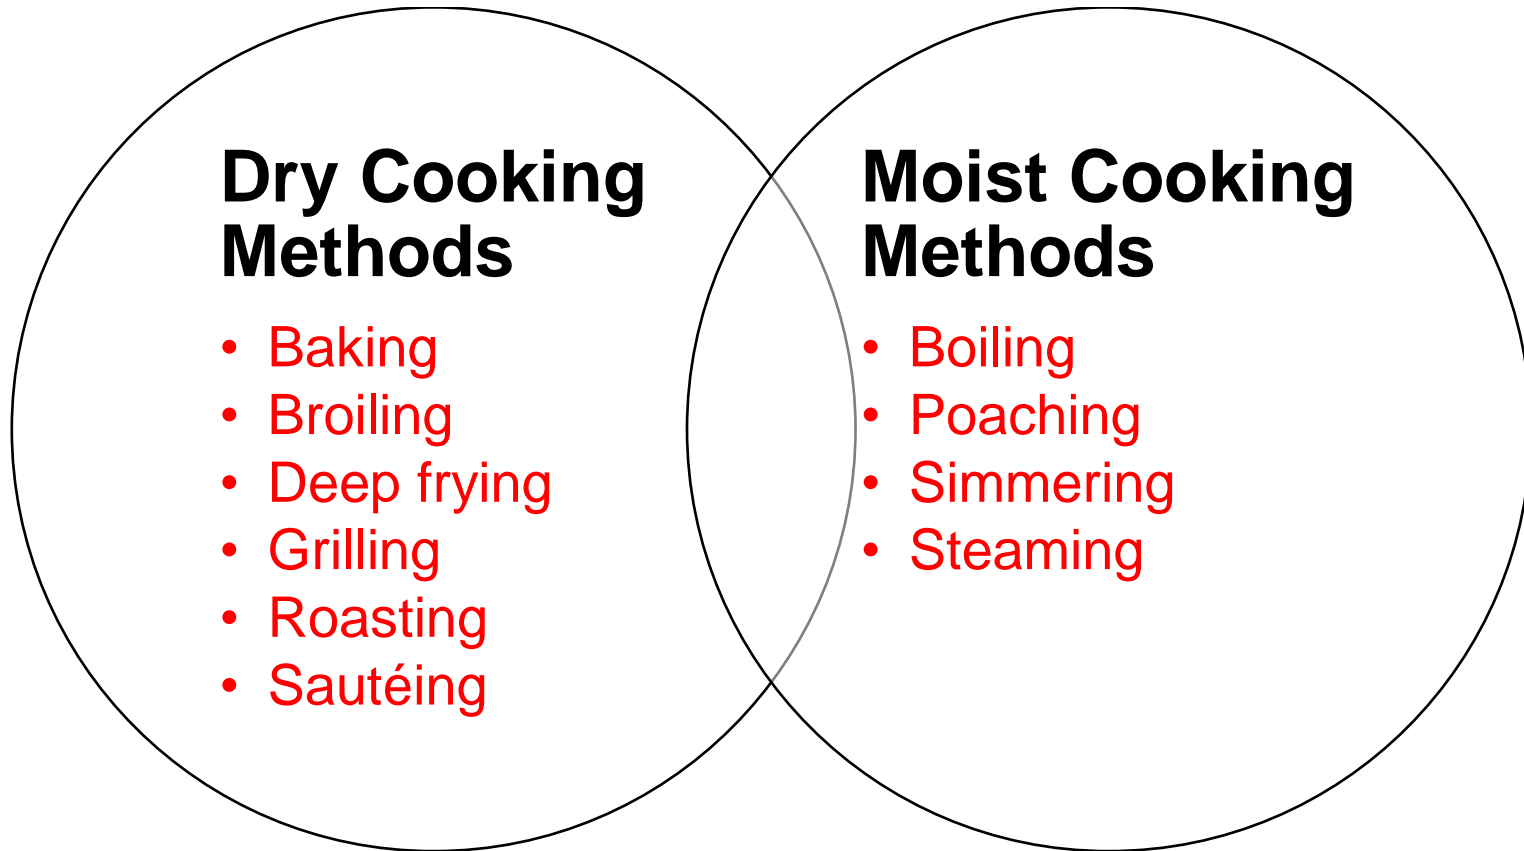 Dry Cooking
Methods
• Baking
• Broiling
• Deep frying
• Grilling
• Roasting
• Sautéing
Moist Cooking
Methods
• Boiling
• Poaching
• Simmering
• Steaming